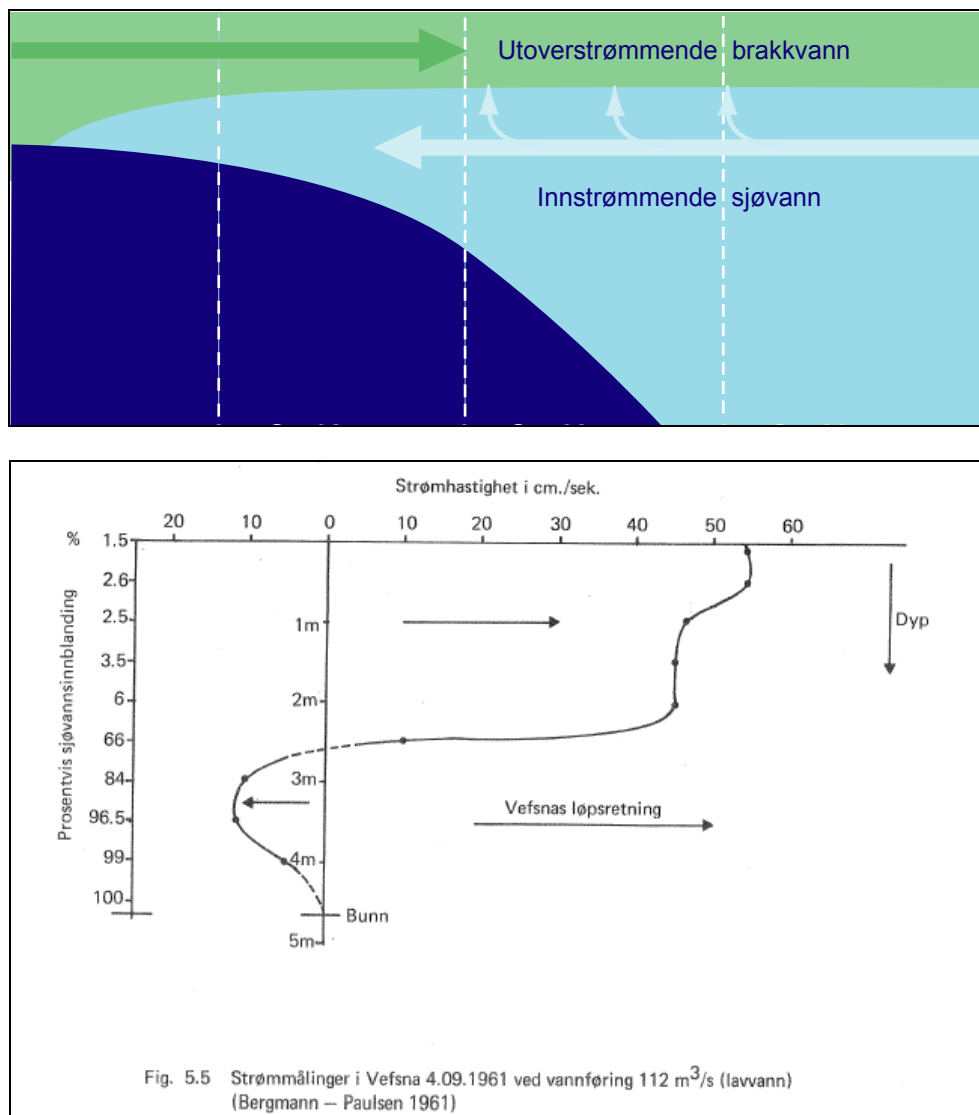 Utoverstrømmende brakkvann
Innstrømmende sjøvann
Strømhastighet i cm./sek.
20 10 0 10 20 30 40 50 60
%
1.5
2.6
2.5
3.5
6
66
84
96.5
99
100
Prosentvis sjøvannsinnblanding
1m
2m
3m
4m
5m
Dyp
Vefsnas løpsretning
Bunn
Fig. 5.5 Strømmålinger i Vefsna 4.09.1961 ved vannføring 112 m³/s (lavvann)
(Bergmann – Paulsen 1961)